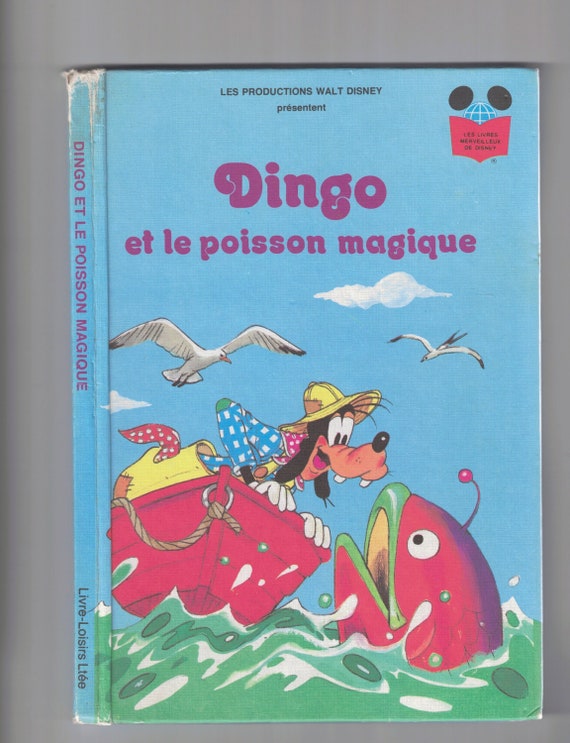 LES PRODUCTIONS WALT DISNEY
présentent
LES LIVRES
MERVEILLEUX
DE DISNEY
®
Dingo
et le poisson magique
DINGO ET LE POISSON MAGIQUE
Livre-Loisirs Ltée